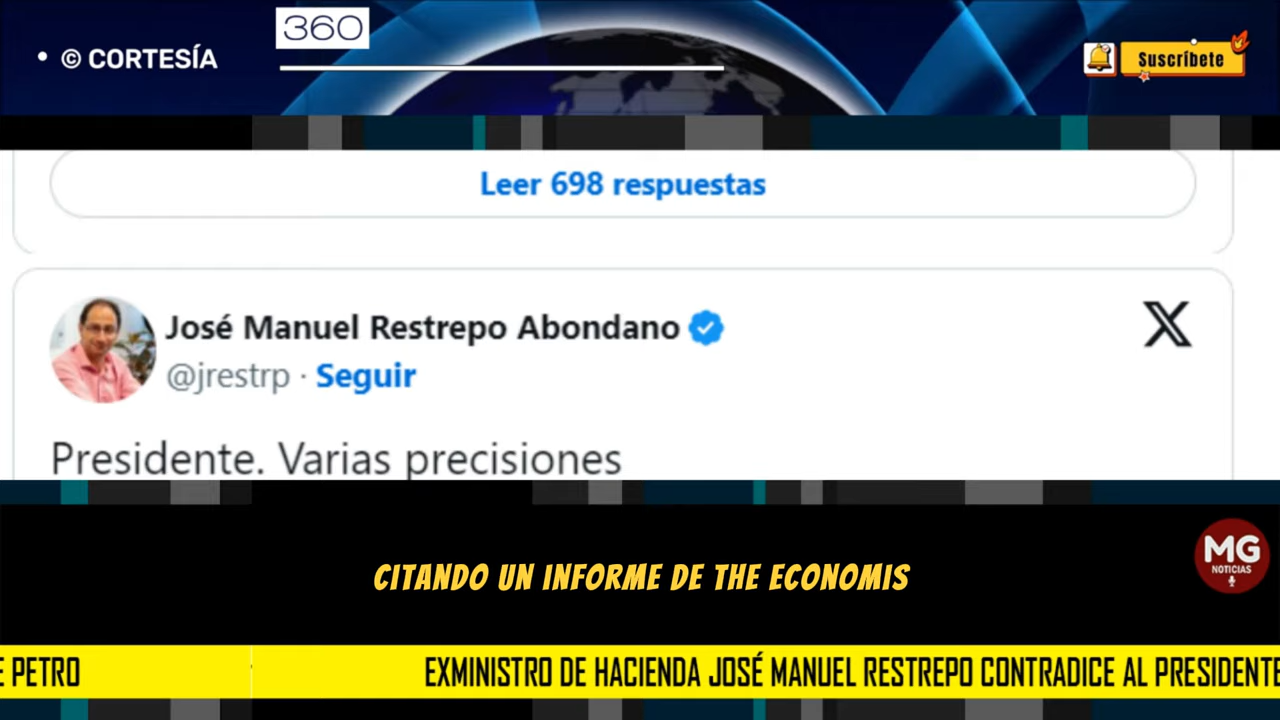 360
• © CORTESÍA
Suscríbete
Leer 698 respuestas
José Manuel Restrepo Abondano
@jrestrp · Seguir
Presidente. Varias precisiones
CITANDO UN INFORME DE THE ECONOMIS
MG
NOTICIAS
E PETRO
EXMINISTRO DE HACIENDA JOSÉ MANUEL RESTREPO CONTRADICE AL PRESIDENTE